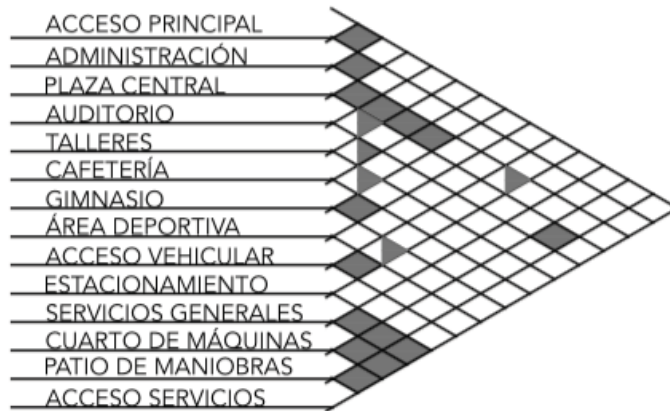 ACCESO PRINCIPAL
ADMINISTRACIÓN
PLAZA CENTRAL
AUDITORIO
TALLERES
CAFETERÍA
GIMNASIO
ÁREA DEPORTIVA
ACCESO VEHICULAR
ESTACIONAMIENTO
SERVICIOS GENERALES
CUARTO DE MÁQUINAS
PATIO DE MANIOBRAS
ACCESO SERVICIOS